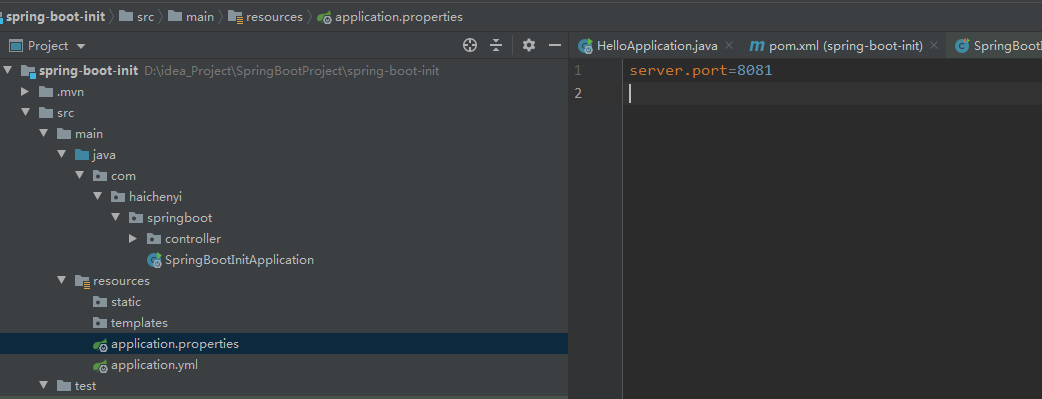 spring-boot-init src main resources application.properties
Project
HelloApplication.java pom.xml (spring-boot-init) SpringBootI
spring-boot-init D:\idea_Project\SpringBootProject\spring-boot-init
.mvn
src
main
java
com
haichenyi
springboot
controller
SpringBootInitApplication
resources
static
templates
application.properties
application.yml
test
1 server.port=8081
2